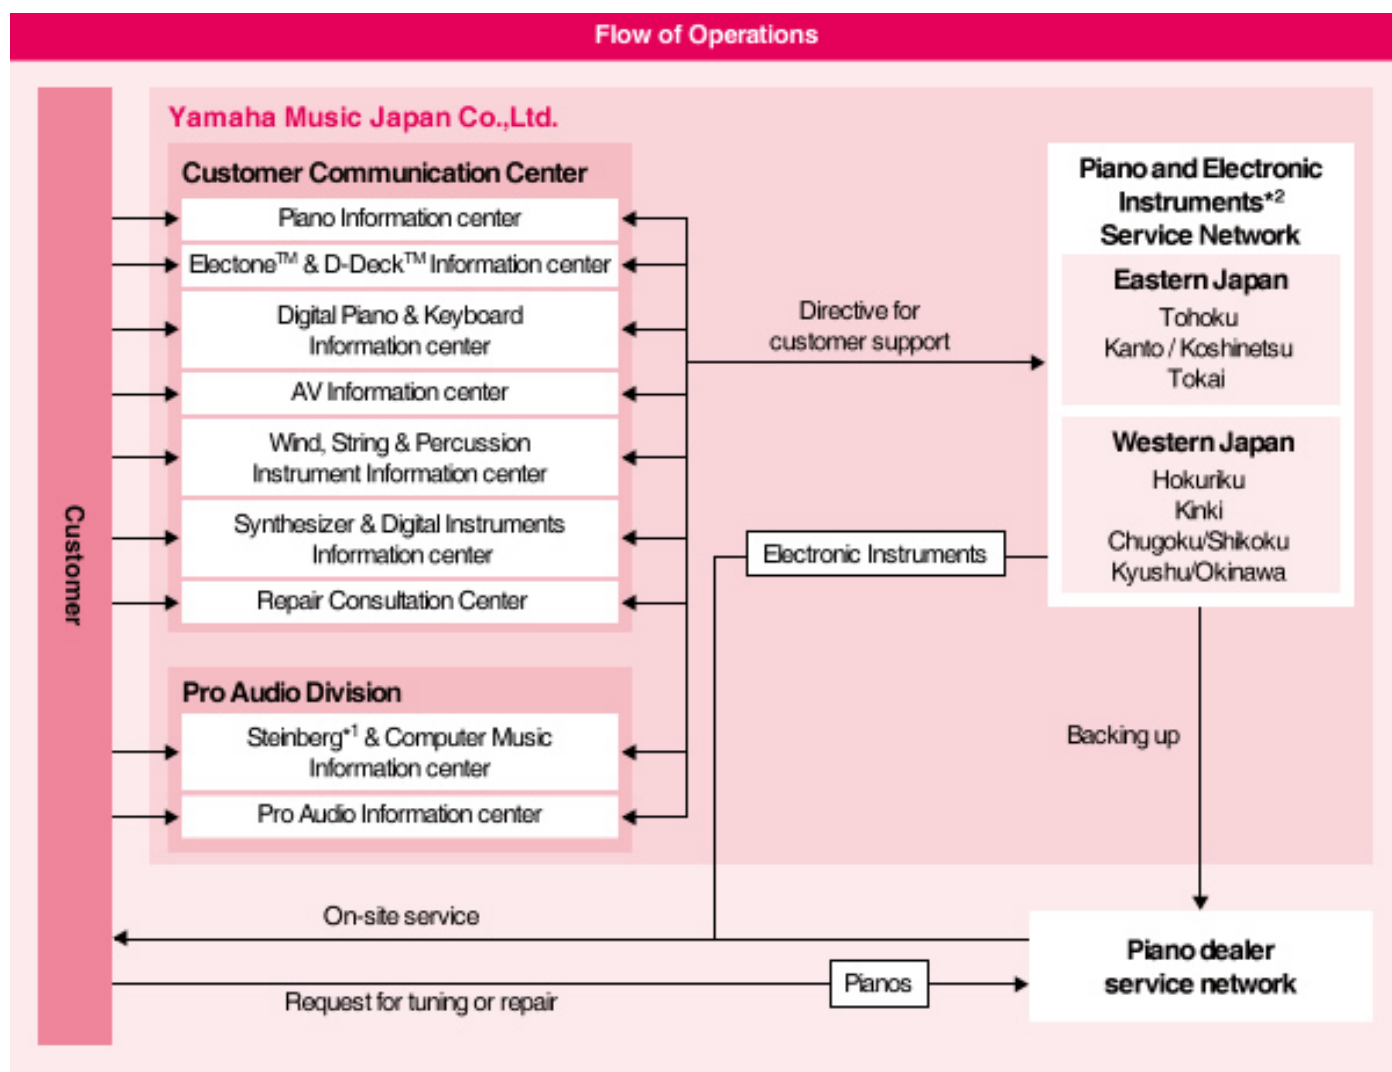 Flow of Operations
Yamaha Music Japan Co.,Ltd.
Customer Communication Center
Piano Information center
Electone™ & D-Deck™ Information center
Digital Piano & Keyboard
Information center
AV Information center
Wind, String & Percussion
Instrument Information center
Synthesizer & Digital Instruments
Information center
Repair Consultation Center
Pro Audio Division
Steinberg*1 & Computer Music
Information center
Pro Audio Information center
Customer
Directive for
customer support
Piano and Electronic
Instruments*2
Service Network
Eastern Japan
Tohoku
Kanto / Koshinetsu
Tokai
Western Japan
Hokuriku
Kinki
Chugoku/Shikoku
Kyushu/Okinawa
Electronic Instruments
Backing up
On-site service
Piano dealer
service network
Pianos
Request for tuning or repair